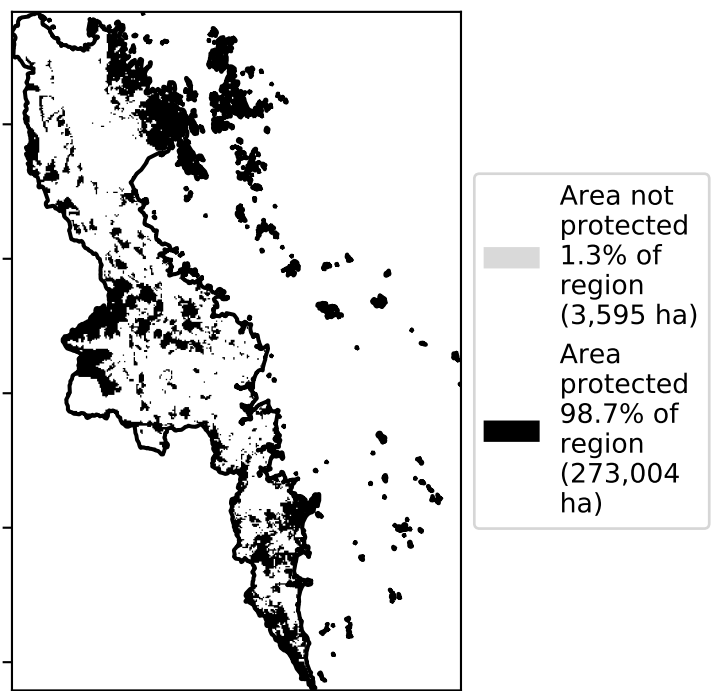 Area not
protected
1.3% of
region
(3,595 ha)
Area
protected
98.7% of
region
(273,004
ha)